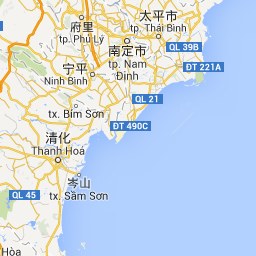 太平市
tp. Thái Bình
府里
tp. Phủ Lý
QL 39B
南定市
tp. Nam
Định
宁平
Ninh Bình
ĐT 221A
QL 21
tx. Bỉm Sơn
ĐT 490C
清化
Thanh Hoá
岑山
tx. Sầm Sơn
QL 45
Hòa